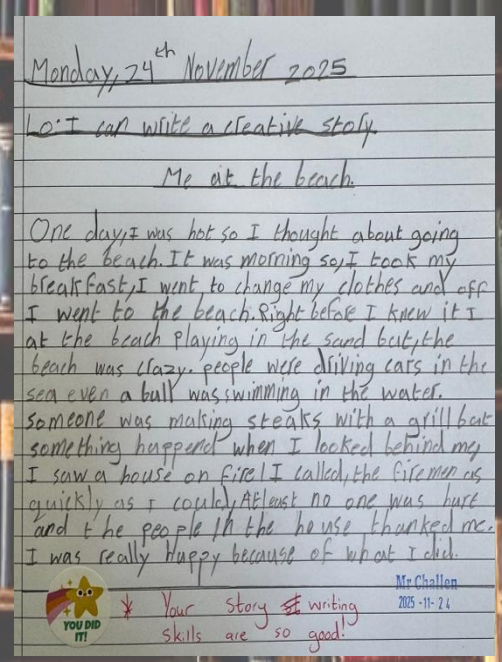 Monday, 24th November 2025
Lo: I can write a creative story.
Me at the beach.
One day, I was hot so I thought about going
to the beach. It was morning so, I took my
breakfast, I went to change my clothes and off
I went to the beach. Right before I knew it I
at the beach playing in the sand but, the
beach was crazy. people were driving cars in the
sea even a bull was swimming in the water.
Someone was making steaks with a grill but
something happend when I looked behind me,
I saw a house on fire! I called, the firemen as
quickly as I could, Atleast no one was hurt
and the people in the house thanked me.
I was really happy because of what I did.
YOU DID
IT!
* Your story writing
skills are so good!
Mr Challen
2025-11-24